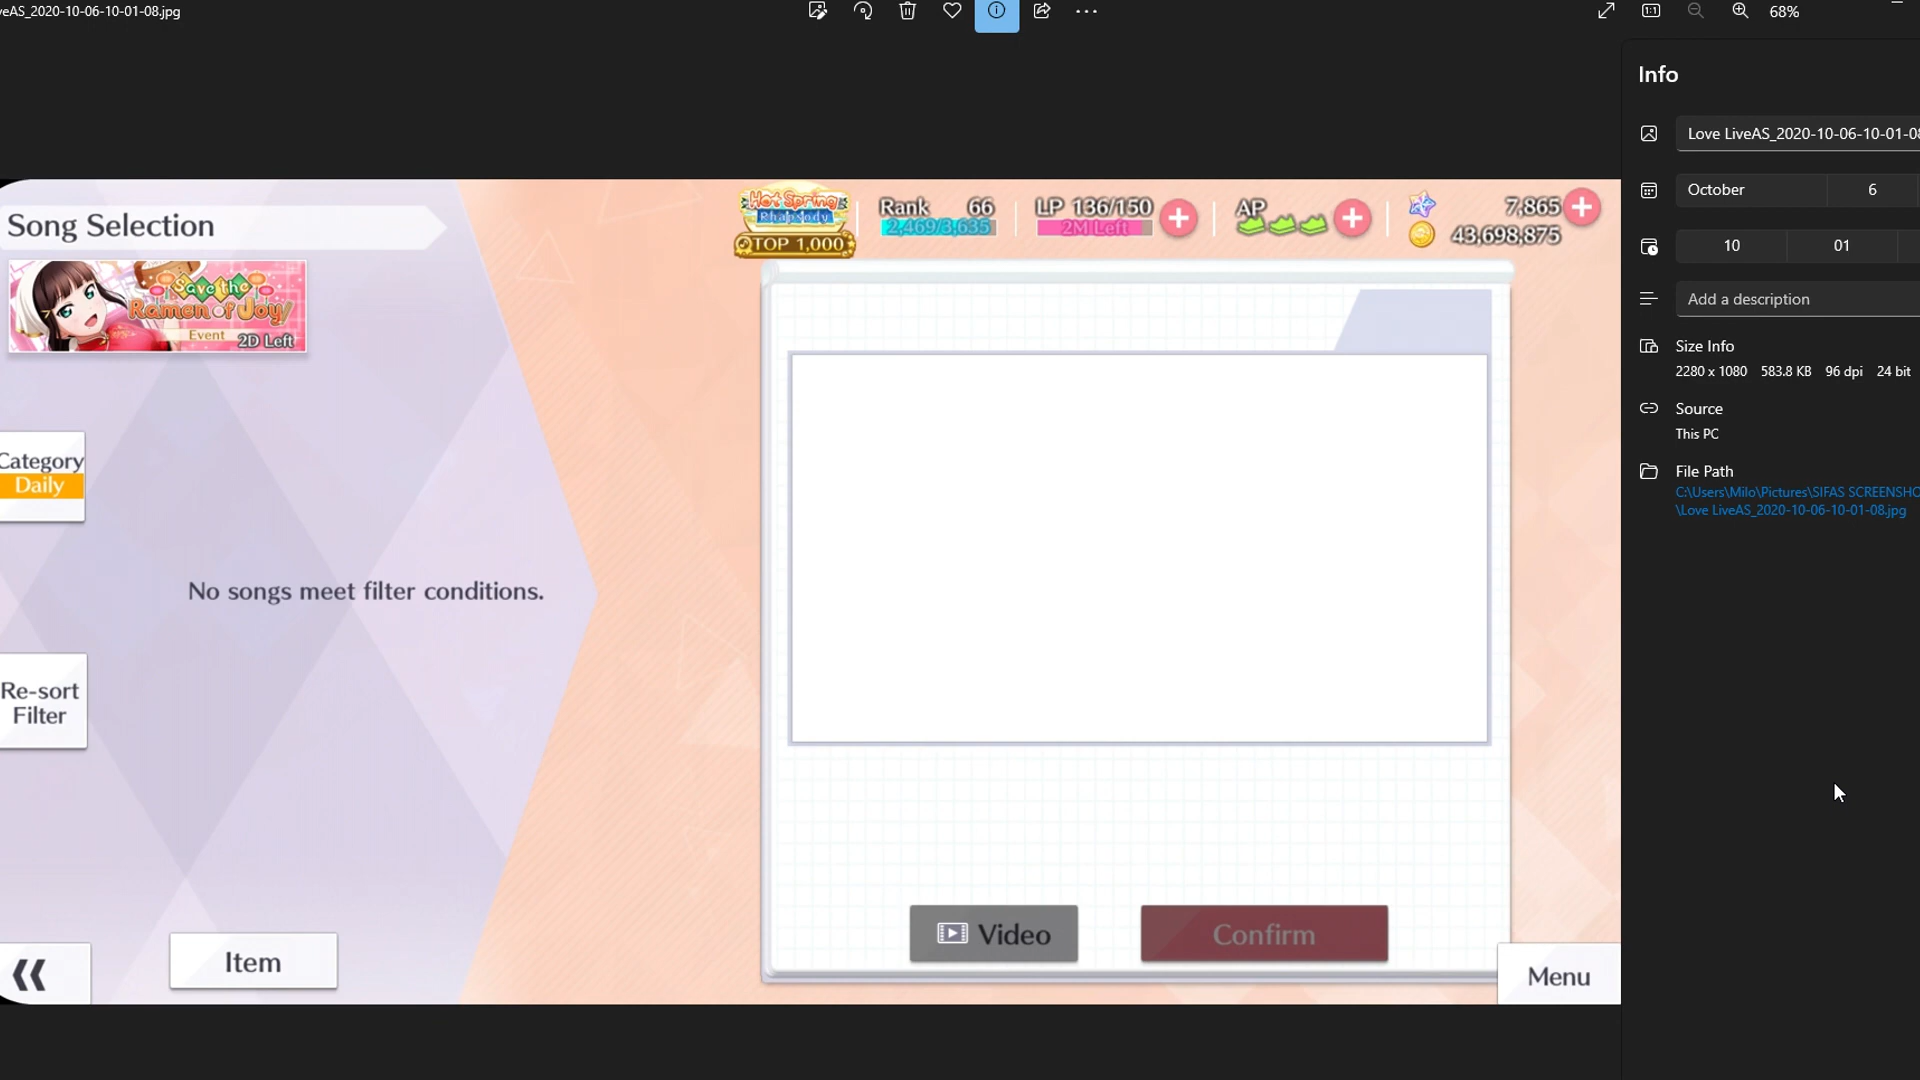 veAS_2020-10-06-10-01-08.jpg
68%
Info
Love LiveAS_2020-10-06-10-01-08
October 6
10 01
Add a description
Size Info
2280 x 1080 583.8 KB 96 dpi 24 bit
Source
This PC
File Path
C:\Users\Milo\Pictures\SIFAS SCREENSHO
\Love LiveAS_2020-10-06-10-01-08.jpg
Song Selection
Hot Spring
Rhapsody
TOP 1,000
Rank 66
2,469/3,635
LP 136/150
2M Left
AP
7,865
43,698,875
Save the
Ramen of Joy!
Event
2D Left
Category
Daily
No songs meet filter conditions.
Re-sort
Filter
Item
Video
Confirm
Menu